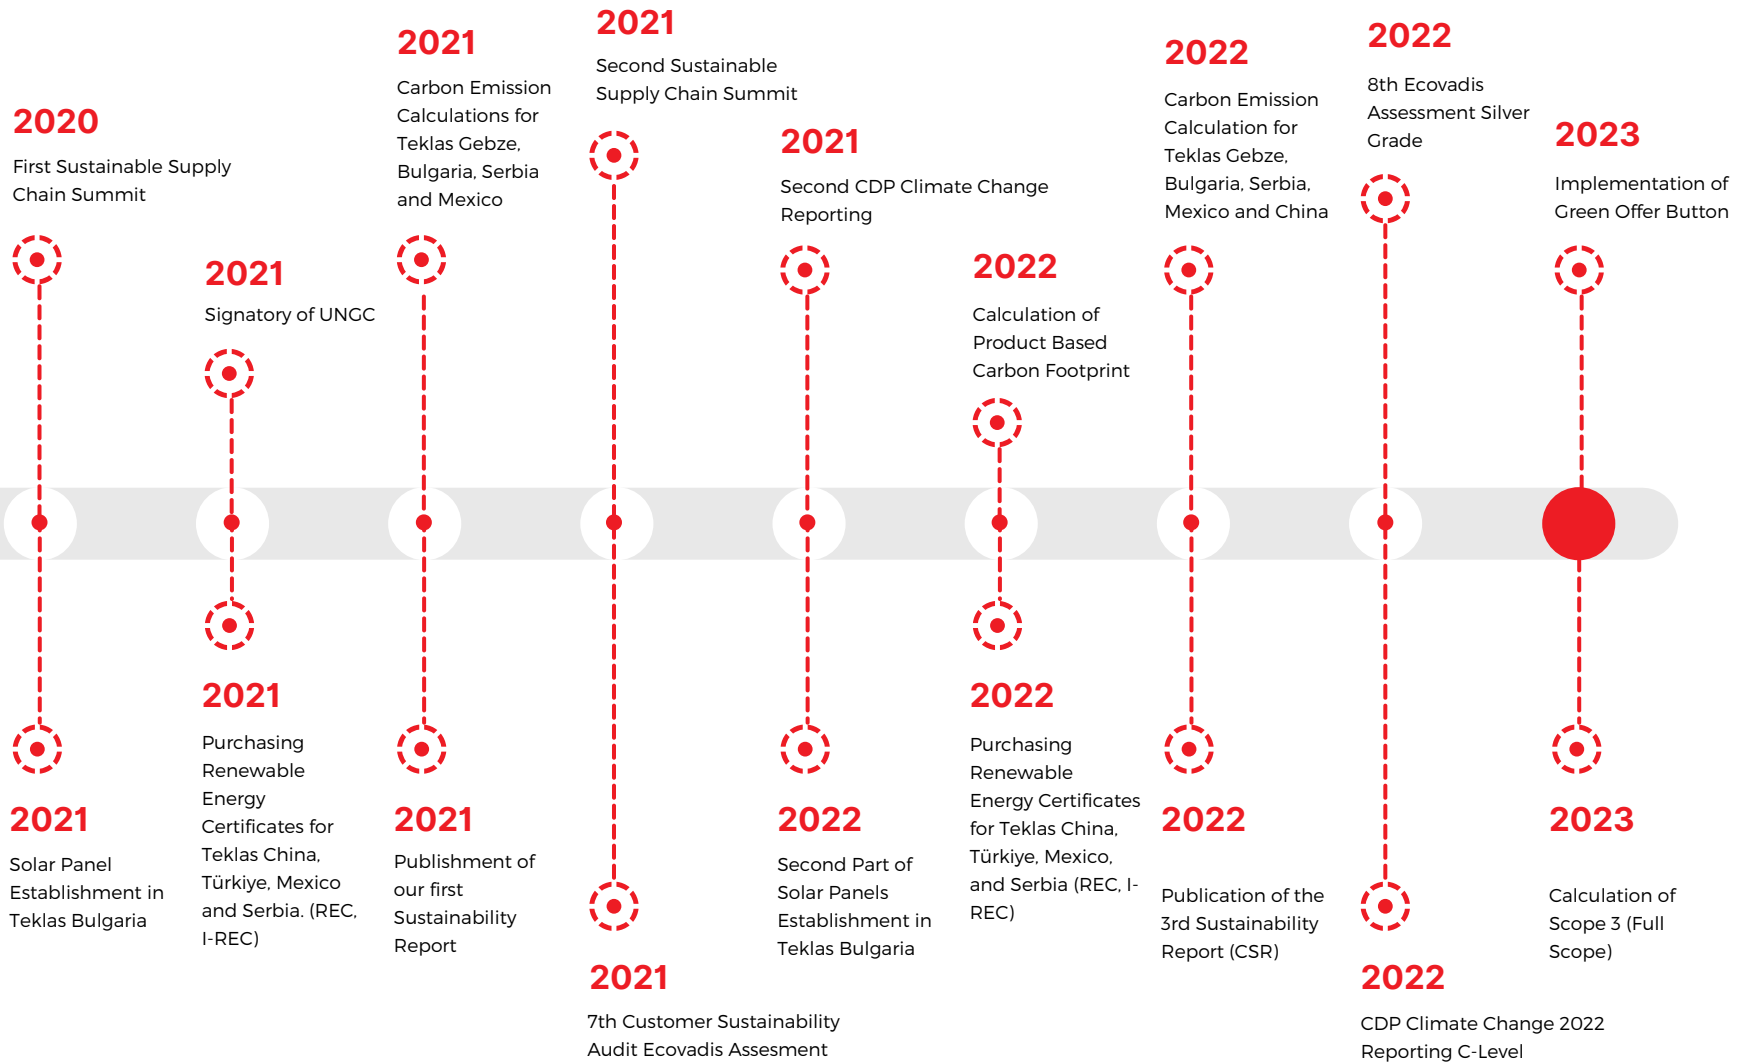 2020
First Sustainable Supply
Chain Summit
2021
Solar Panel
Establishment in
Teklas Bulgaria
2021
Signatory of UNGC
2021
Purchasing
Renewable
Energy
Certificates for
Teklas China,
Türkiye, Mexico
and Serbia. (REC,
I-REC)
2021
Carbon Emission
Calculations for
Teklas Gebze,
Bulgaria, Serbia
and Mexico
2021
Publishment of
our first
Sustainability
Report
2021
Second Sustainable
Supply Chain Summit
2021
7th Customer Sustainability
Audit Ecovadis Assesment
2021
Second CDP Climate Change
Reporting
2022
Second Part of
Solar Panels
Establishment in
Teklas Bulgaria
2022
Calculation of
Product Based
Carbon Footprint
2022
Purchasing
Renewable
Energy Certificates
for Teklas China,
Türkiye, Mexico,
and Serbia (REC, I-
REC)
2022
Carbon Emission
Calculation for
Teklas Gebze,
Bulgaria, Serbia,
Mexico and China
2022
Publication of the
3rd Sustainability
Report (CSR)
2022
8th Ecovadis
Assessment Silver
Grade
2022
CDP Climate Change 2022
Reporting C-Level
2023
Implementation of
Green Offer Button
2023
Calculation of
Scope 3 (Full
Scope)